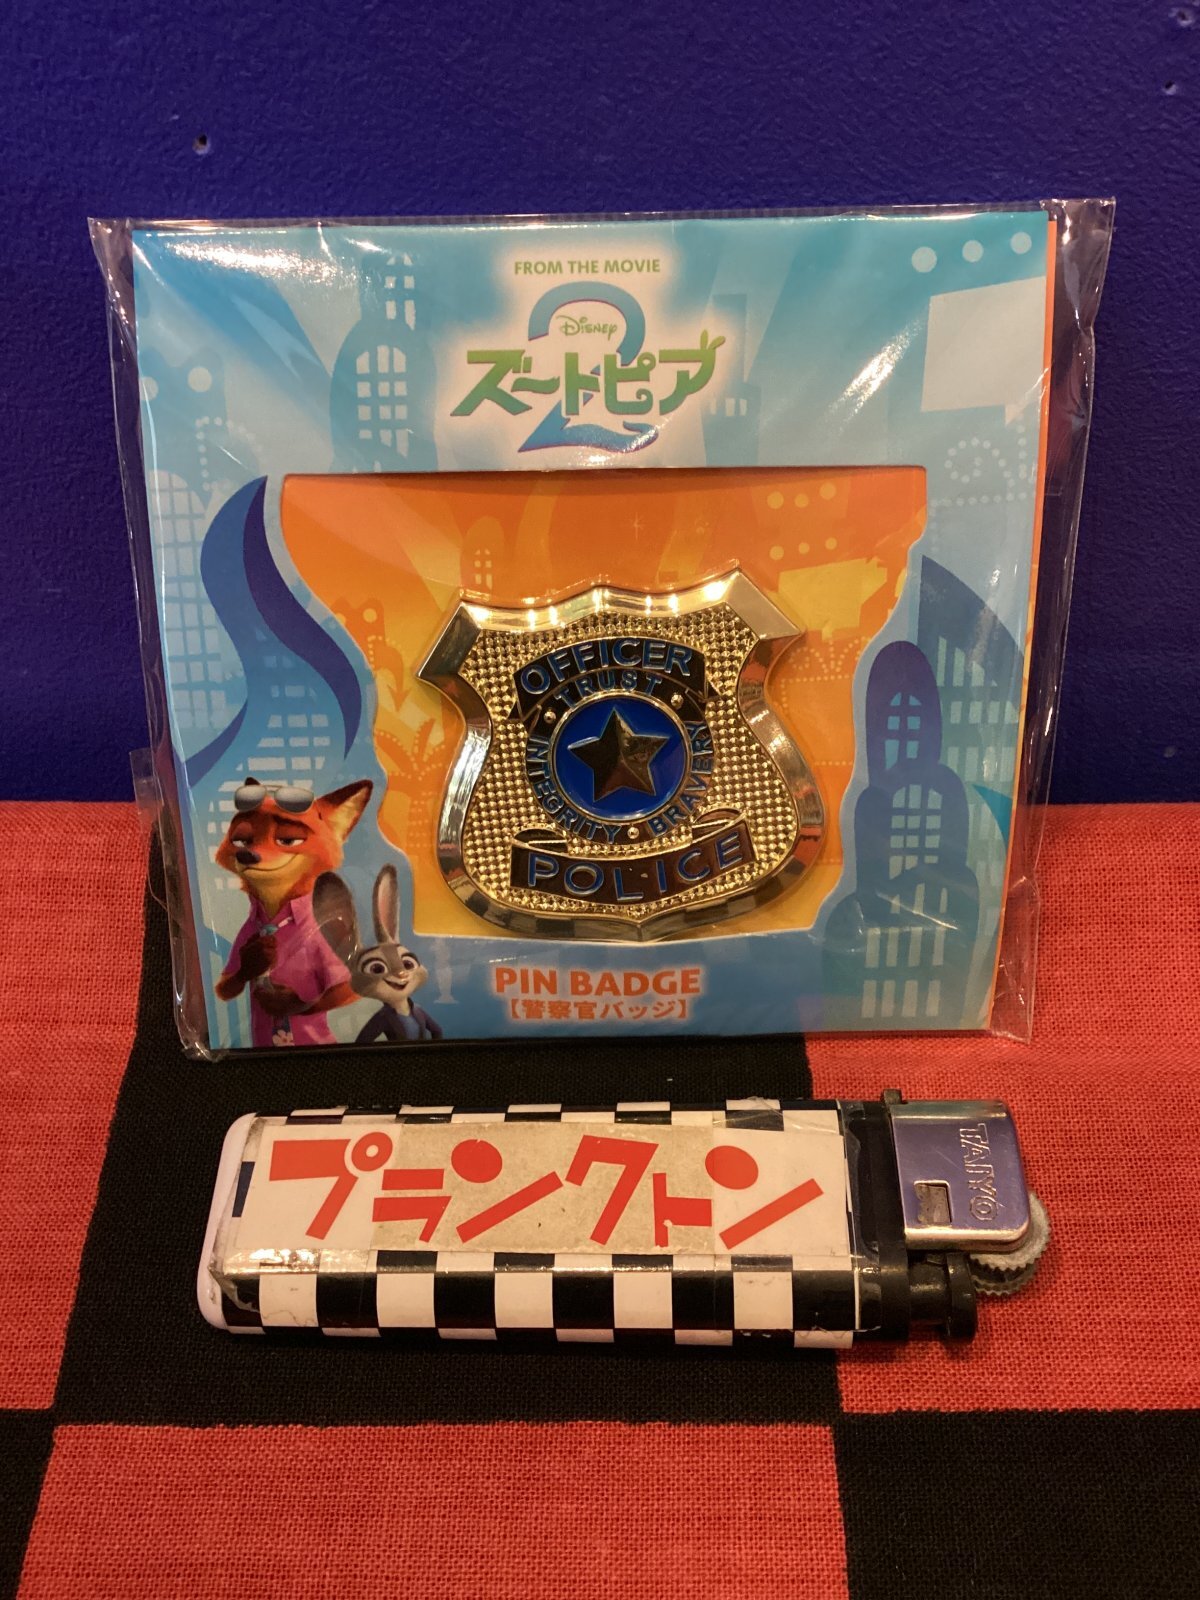 FROM THE MOVIE
Disney
ズートピア
2
OFFICER
TRUST
INTEGRITY BRAVERY
POLICE
PIN BADGE
【警察官バッジ】
プランクトン
TAIYO